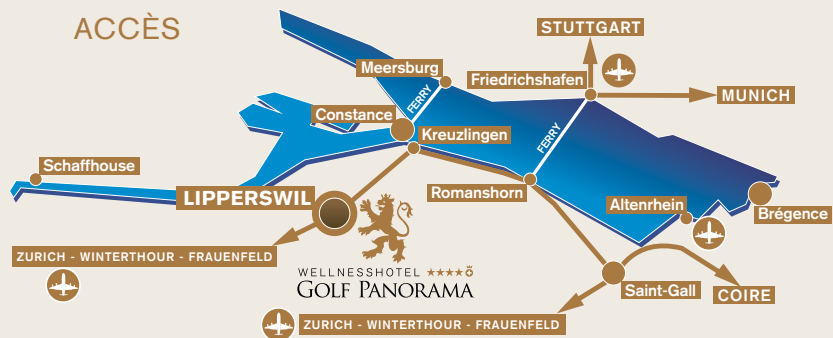 ACCÈS
STUTTGART
Meersburg
Friedrichshafen
MUNICH
FERRY
Constance
Kreuzlingen
FERRY
Schaffhouse
LIPPERSWIL
Romanshorn
Altenrhein
Brégence
ZURICH - WINTERTHOUR - FRAUENFELD
WELLNESSHOTEL ★★★★S
GOLF PANORAMA
Saint-Gall
COIRE
ZURICH - WINTERTHOUR - FRAUENFELD